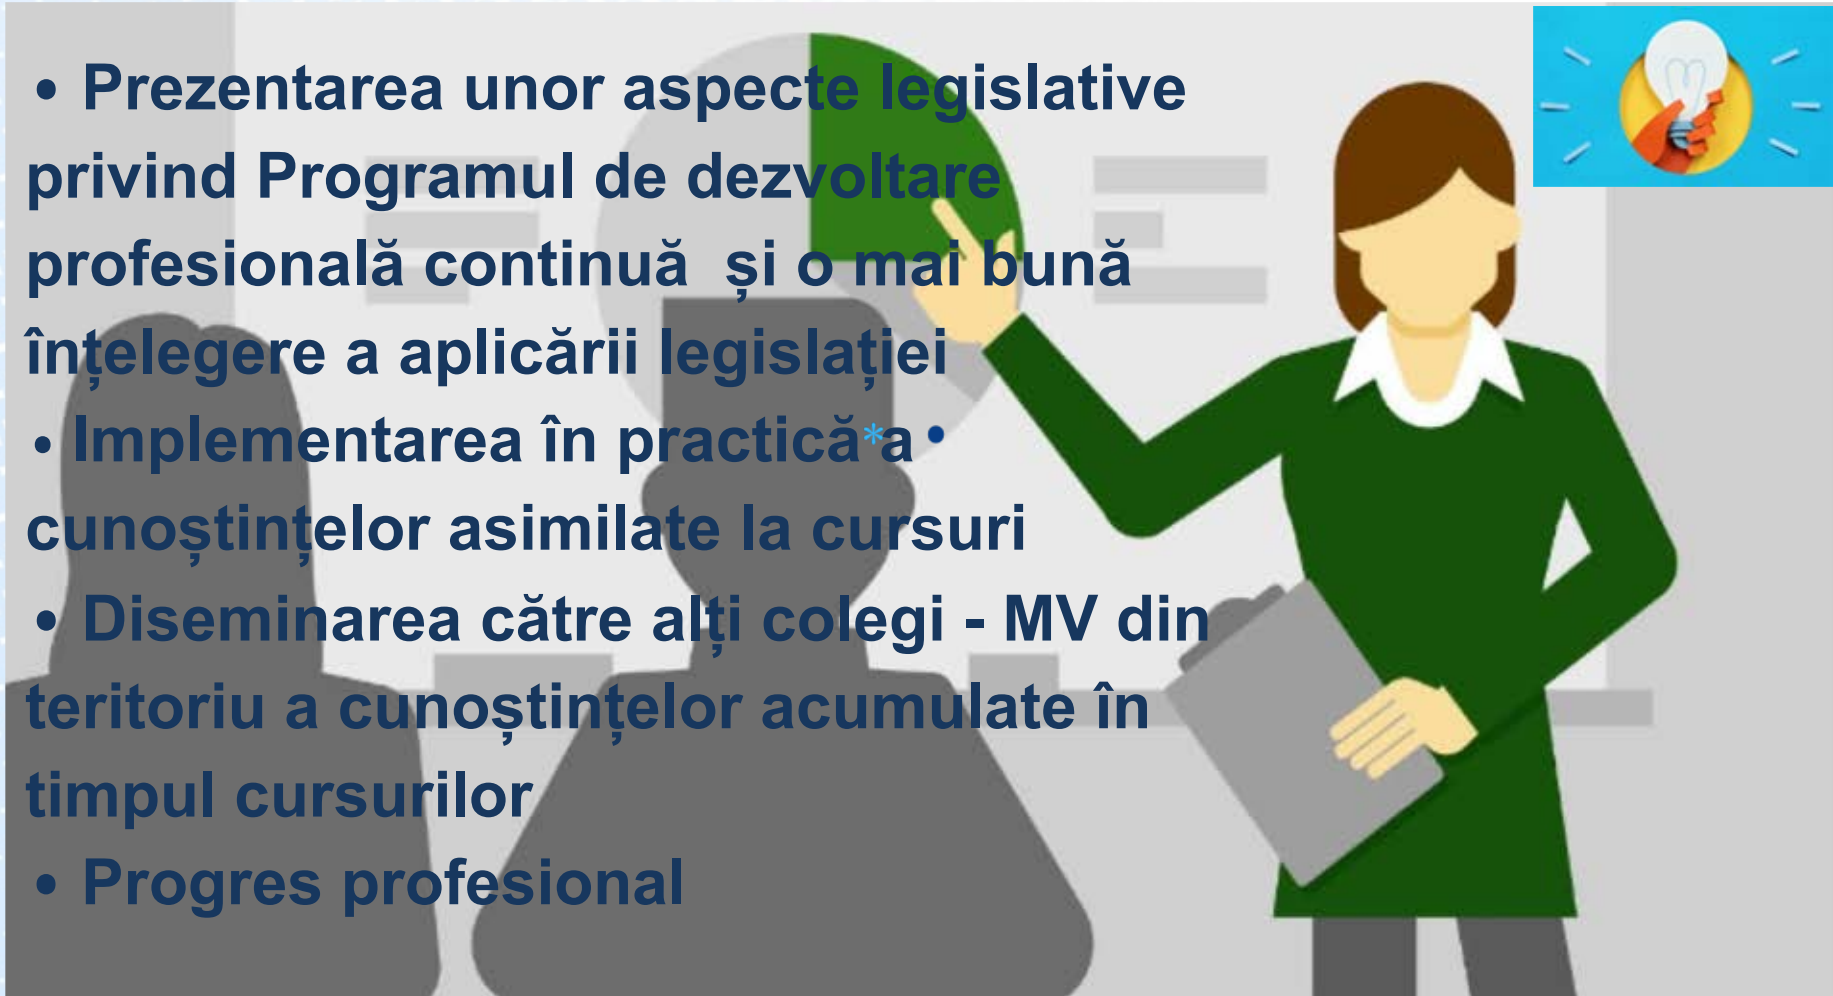 • Prezentarea unor aspecte legislative
privind Programul de dezvoltare
profesională continuă  și o mai bună
înțelegere a aplicării legislației
• Implementarea în practică*a •
cunoștințelor asimilate la cursuri
• Diseminarea către alți colegi - MV din
teritoriu a cunoștințelor acumulate în
timpul cursurilor
• Progres profesional